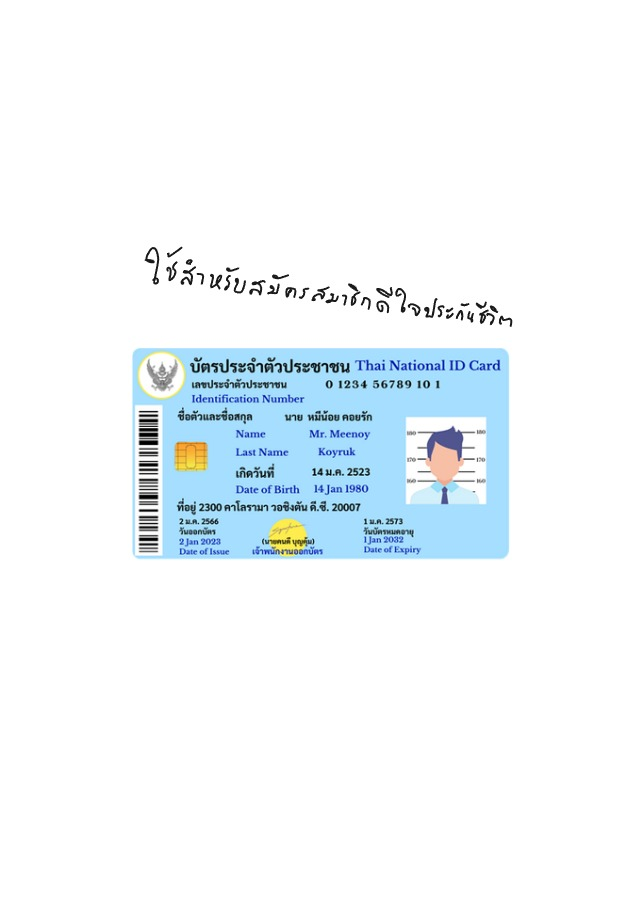 ใช้สำหรับสมัครสมาชิกดีใจประกันชีวิต
บัตรประจำตัวประชาชน Thai National ID Card
เลขประจำตัวประชาชน 0 1234 56789 10 1
Identification Number
ชื่อตัวและชื่อสกุล นาย หมีน้อย คอยรัก
Name Mr. Meenoy
Last Name Koyruk
เกิดวันที่ 14 ม.ค. 2523
Date of Birth 14 Jan 1980
ที่อยู่ 2300 คาโลรามา วอชิงตัน ดี.ซี. 20007
180 180
170 170
160 160
2 ม.ค. 2566
วันออกบัตร
2 Jan 2023
Date of Issue
(นายคนดี บุญคุ้ม)
เจ้าพนักงานออกบัตร
1 ม.ค. 2573
วันบัตรหมดอายุ
1 Jan 2032
Date of Expiry